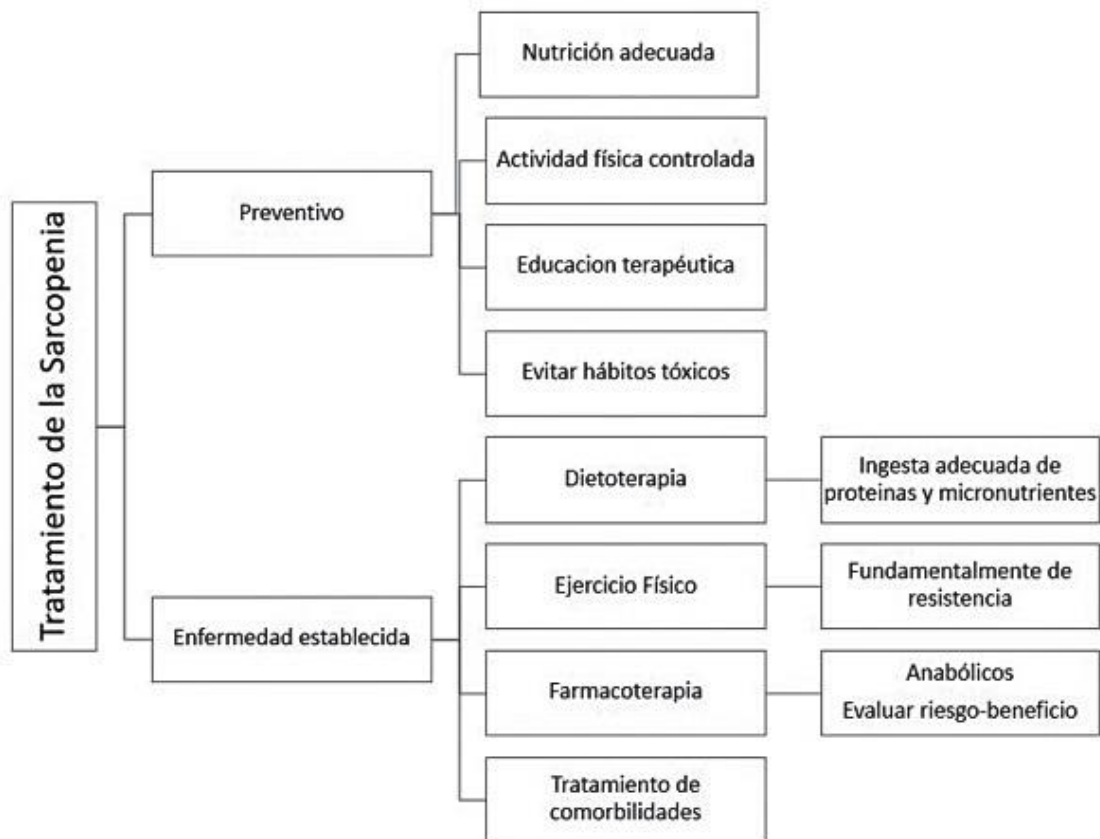 Tratamiento de la Sarcopenia
Preventivo
Nutrición adecuada
Actividad física controlada
Educacion terapéutica
Evitar hábitos tóxicos
Enfermedad establecida
Dietoterapia
Ingesta adecuada de
proteinas y micronutrientes
Ejercicio Físico
Fundamentalmente de
resistencia
Farmacoterapia
Anabólicos
Evaluar riesgo-beneficio
Tratamiento de
comorbilidades